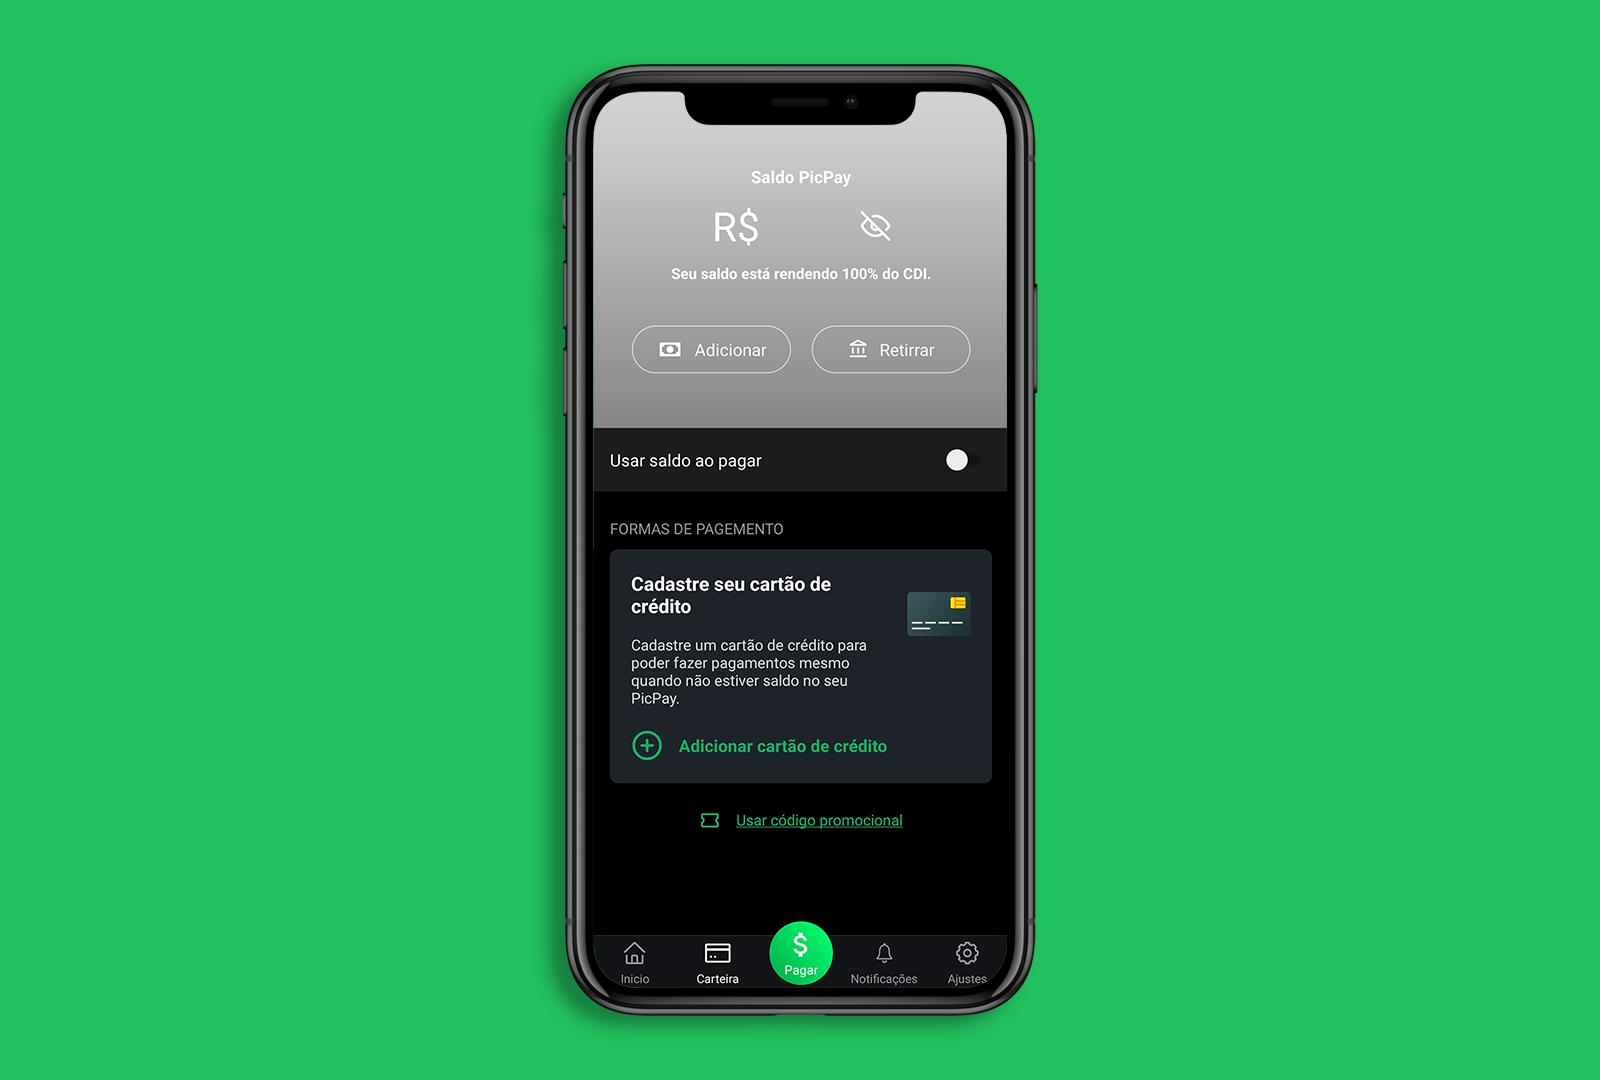 Saldo PicPay
R$
Seu saldo está rendendo 100% do CDI.
Adicionar
Retirrar
Usar saldo ao pagar
FORMAS DE PAGEMENTO
Cadastre seu cartão de
crédito
Cadastre um cartão de crédito para
poder fazer pagamentos mesmo
quando não estiver saldo no seu
PicPay.
Adicionar cartão de crédito
Usar código promocional
$
Inicio
Carteira
Pagar
Notificações
Ajustes